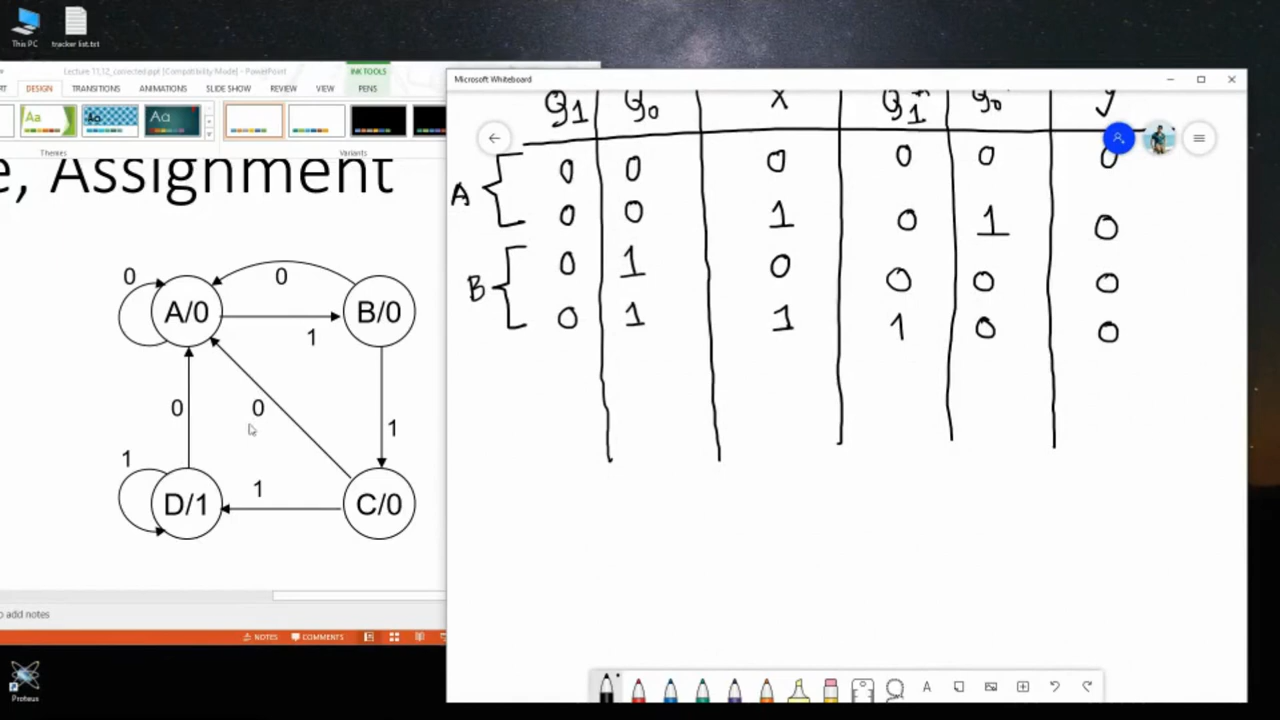 This PC
tracker list.txt
Lecture 11,12_corrected.ppt [Compatibility Mode] - PowerPoint
INK TOOLS
DESIGN TRANSITIONS ANIMATIONS SLIDE SHOW REVIEW VIEW PENS
Aa Aa
Themes Variants
e, Assignment
0 0
A/0 B/0
1
0 0
1
1 1
D/1 C/0
to add notes
NOTES COMMENTS
Proteus
Microsoft Whiteboard
Q1 Q0 X Q1+ Q0+ y
A 0 0 0 0 0 0
0 0 1 0 1 0
B 0 1 0 0 0 0
0 1 1 1 0 0
A